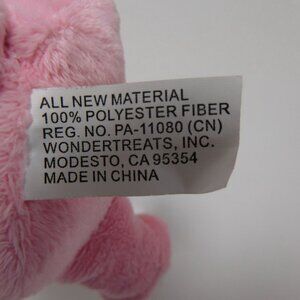 ALL NEW MATERIAL
100% POLYESTER FIBER
REG. NO. PA-11080 (CN)
WONDERTREATS, INC.
MODESTO, CA 95354
MADE IN CHINA